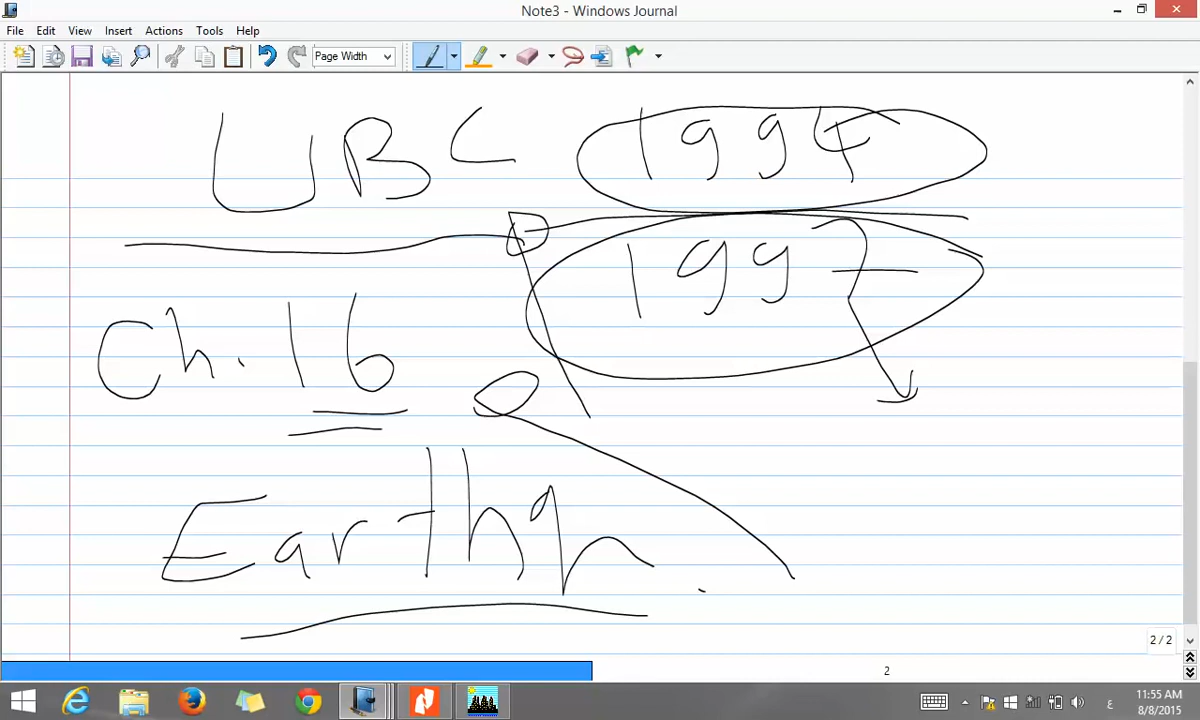 Note3 - Windows Journal
File Edit View Insert Actions Tools Help
Page Width
UBC 1994
1997
Ch. 16
Earthq
2/2
2
ع
11:55 AM
8/8/2015